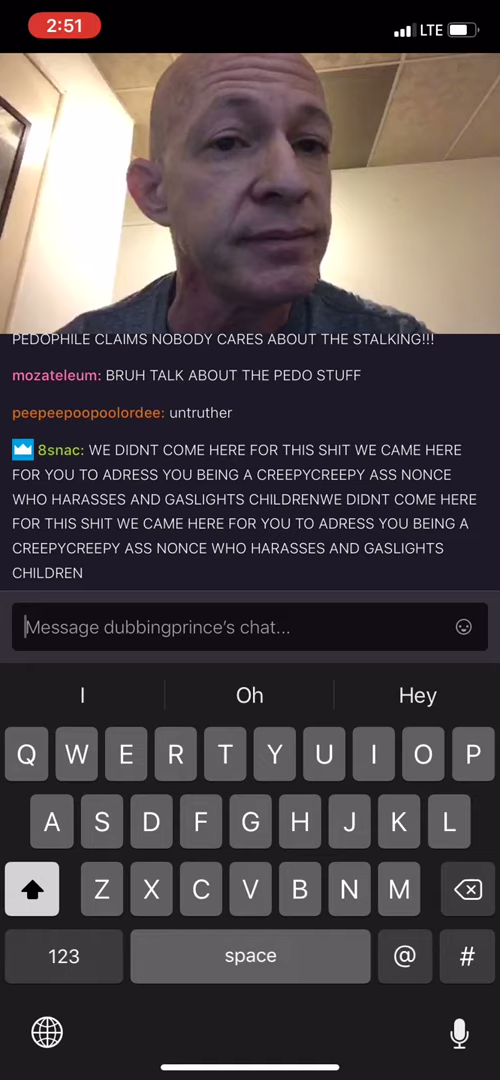 2:51
LTE
PEDOPHILE CLAIMS NOBODY CARES ABOUT THE STALKING!!!
mozateleum: BRUH TALK ABOUT THE PEDO STUFF
peepeepoopoolordee: untruther
8snac: WE DIDNT COME HERE FOR THIS SHIT WE CAME HERE
FOR YOU TO ADRESS YOU BEING A CREEPYCREEPY ASS NONCE
WHO HARASSES AND GASLIGHTS CHILDRENWE DIDNT COME HERE
FOR THIS SHIT WE CAME HERE FOR YOU TO ADRESS YOU BEING A
CREEPYCREEPY ASS NONCE WHO HARASSES AND GASLIGHTS
CHILDREN
Message dubbingprince's chat...
I Oh Hey
Q W E R T Y U I O P
A S D F G H J K L
Z X C V B N M
123 space @ #